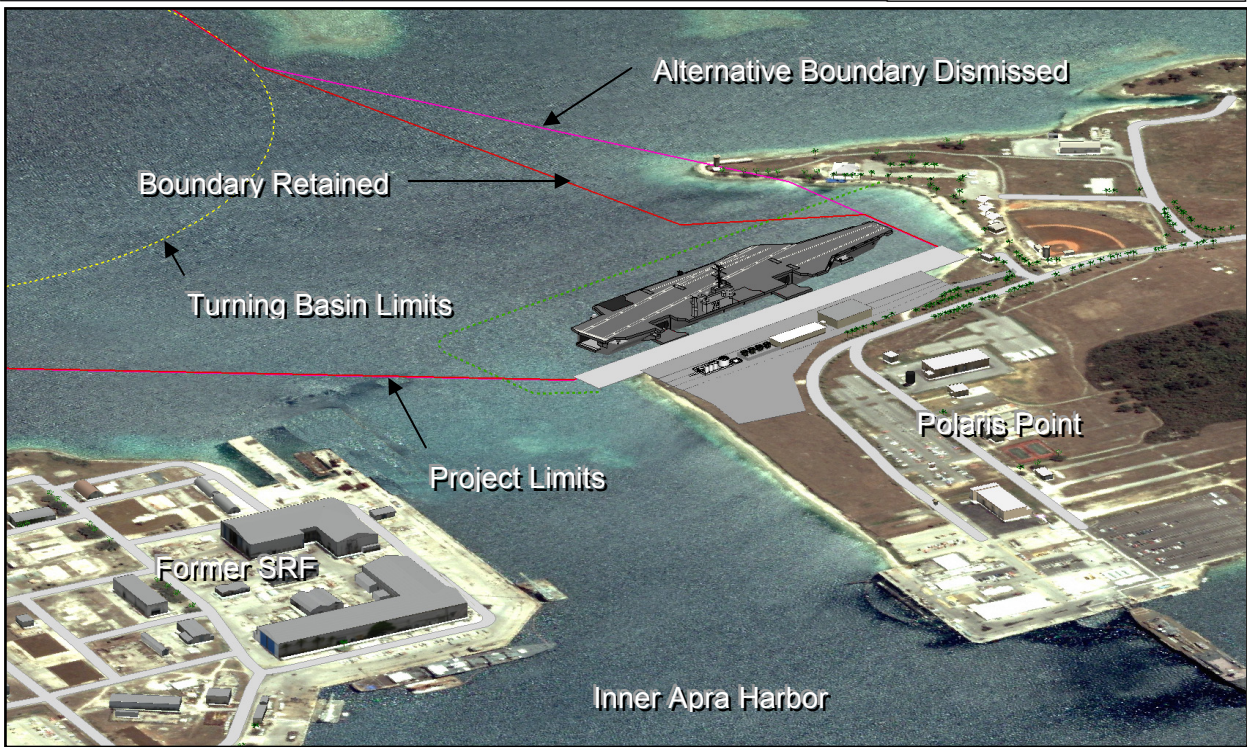 Alternative Boundary Dismissed
Boundary Retained
Turning Basin Limits
Polaris Point
Project Limits
Former SRF
Inner Apra Harbor